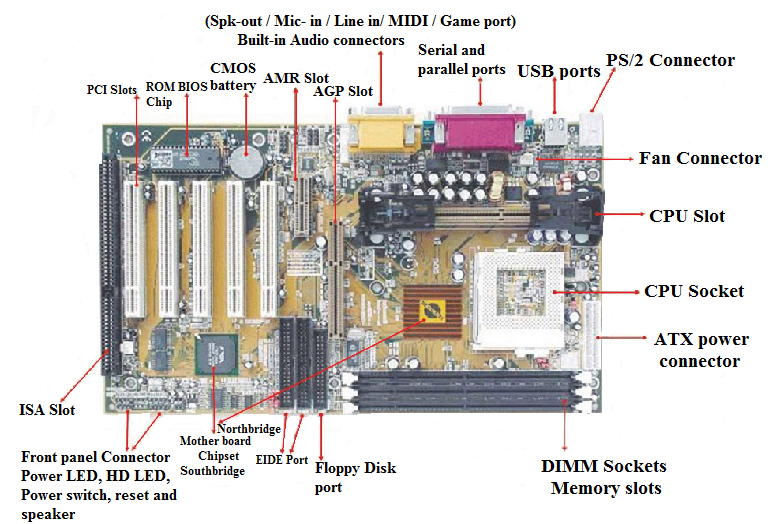 (Spk-out / Mic- in / Line in/ MIDI / Game port)
Built-in Audio connectors
Serial and
parallel ports
USB ports
PS/2 Connector
PCI Slots
ROM BIOS
Chip
CMOS
battery
AMR Slot
AGP Slot
Fan Connector
CPU Slot
CPU Socket
ATX power
connector
ISA Slot
Northbridge
Mother board
Chipset
Southbridge
EIDE Port
Floppy Disk
port
DIMM Sockets
Memory slots
Front panel Connector
Power LED, HD LED,
Power switch, reset and
speaker